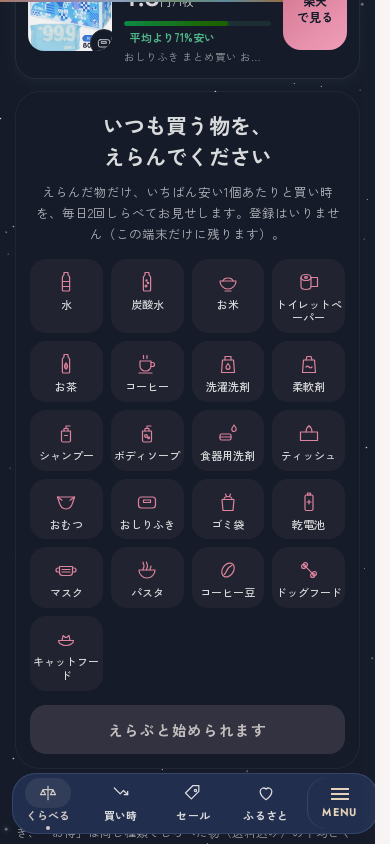 円/枚
楽天
で見る
平均より71%安い
おしりふき まとめ買い お…
いつも買う物を、
えらんでください
えらんだ物だけ、いちばん安い1個あたりと買い時
を、毎日2回しらべてお見せします。登録はいりませ
ん（この端末だけに残ります）。
水
炭酸水
お米
トイレットペ
ーパー
お茶
コーヒー
洗濯洗剤
柔軟剤
シャンプー
ボディソープ
食器用洗剤
ティッシュ
おむつ
おしりふき
ゴミ袋
乾電池
マスク
パスタ
コーヒー豆
ドッグフード
キャットフー
ド
えらぶと始められます
くらべる
買い時
セール
ふるさと
MENU